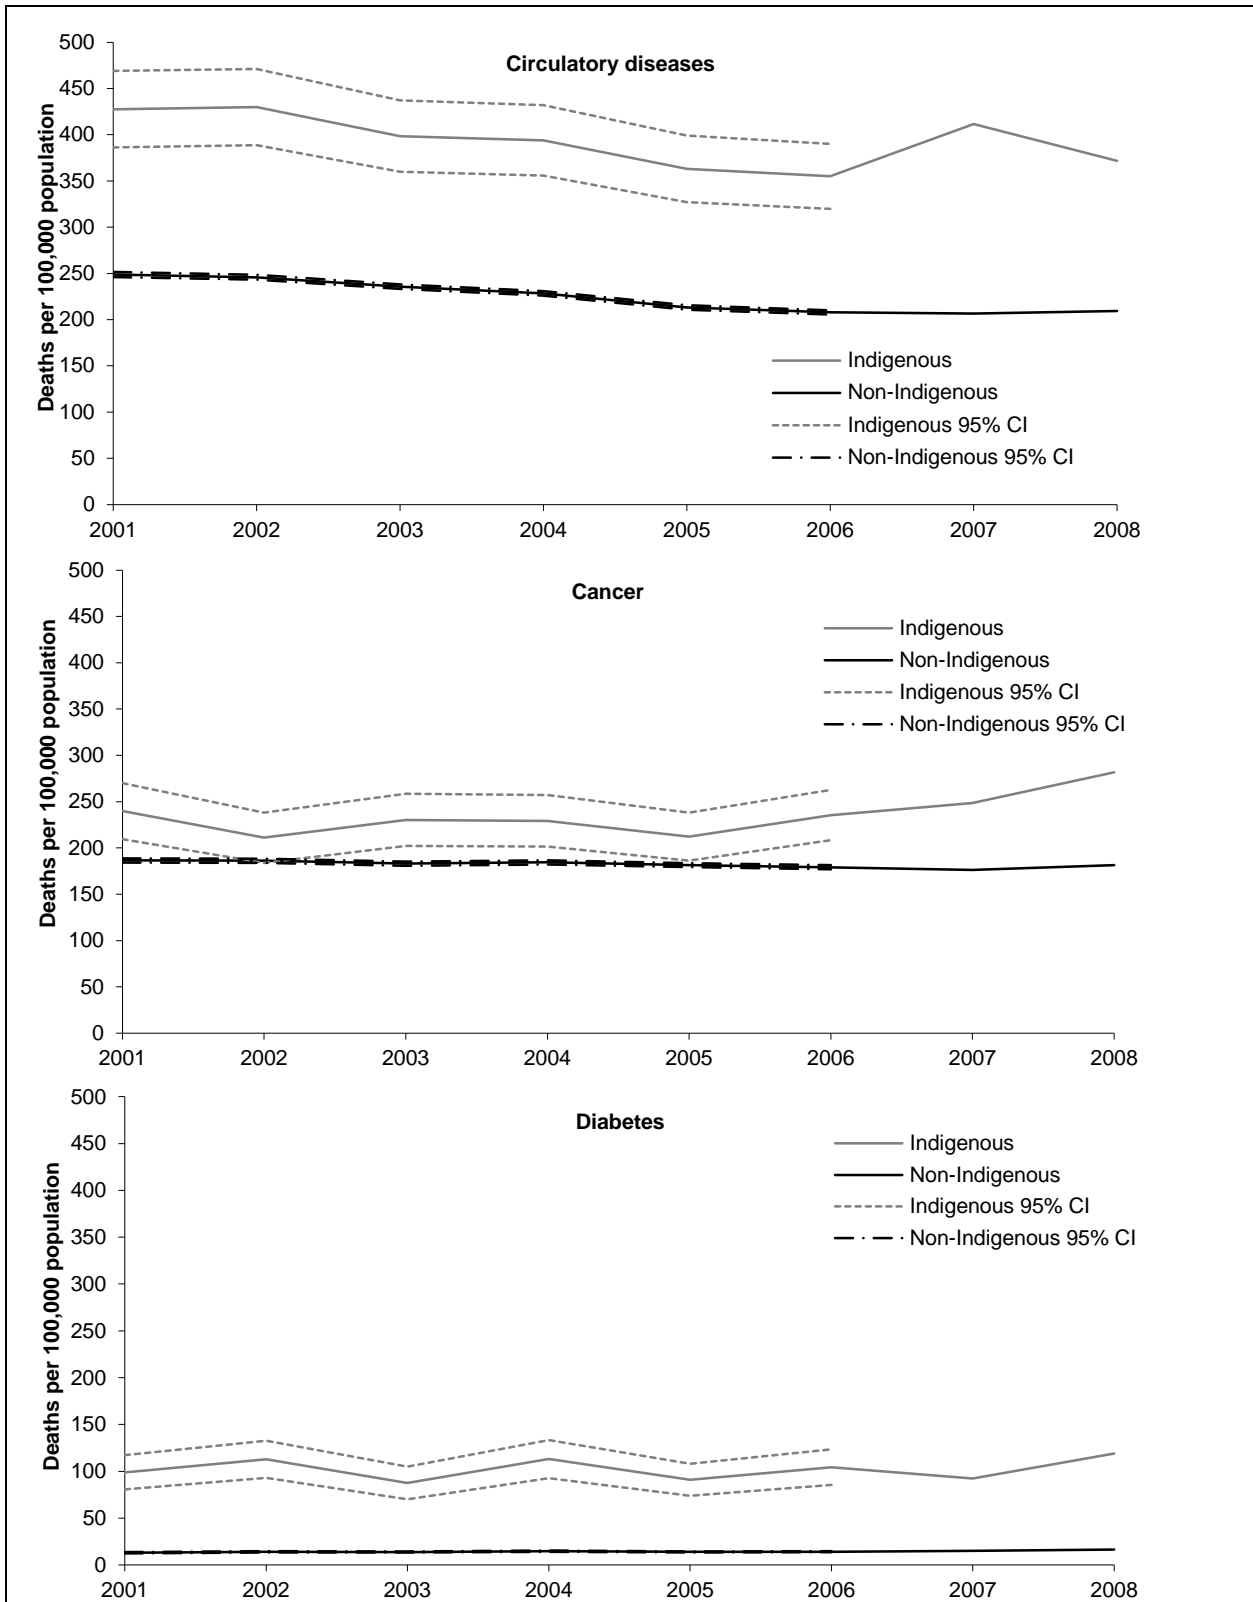 Circulatory diseases
Deaths per 100,000 population
500
450
400
350
300
250
200
150
100
50
0
Indigenous
Non-Indigenous
Indigenous 95% CI
Non-Indigenous 95% CI
2001 2002 2003 2004 2005 2006 2007 2008
Cancer
Deaths per 100,000 population
500
450
400
350
300
250
200
150
100
50
0
Indigenous
Non-Indigenous
Indigenous 95% CI
Non-Indigenous 95% CI
2001 2002 2003 2004 2005 2006 2007 2008
Diabetes
Deaths per 100,000 population
500
450
400
350
300
250
200
150
100
50
0
Indigenous
Non-Indigenous
Indigenous 95% CI
Non-Indigenous 95% CI
2001 2002 2003 2004 2005 2006 2007 2008